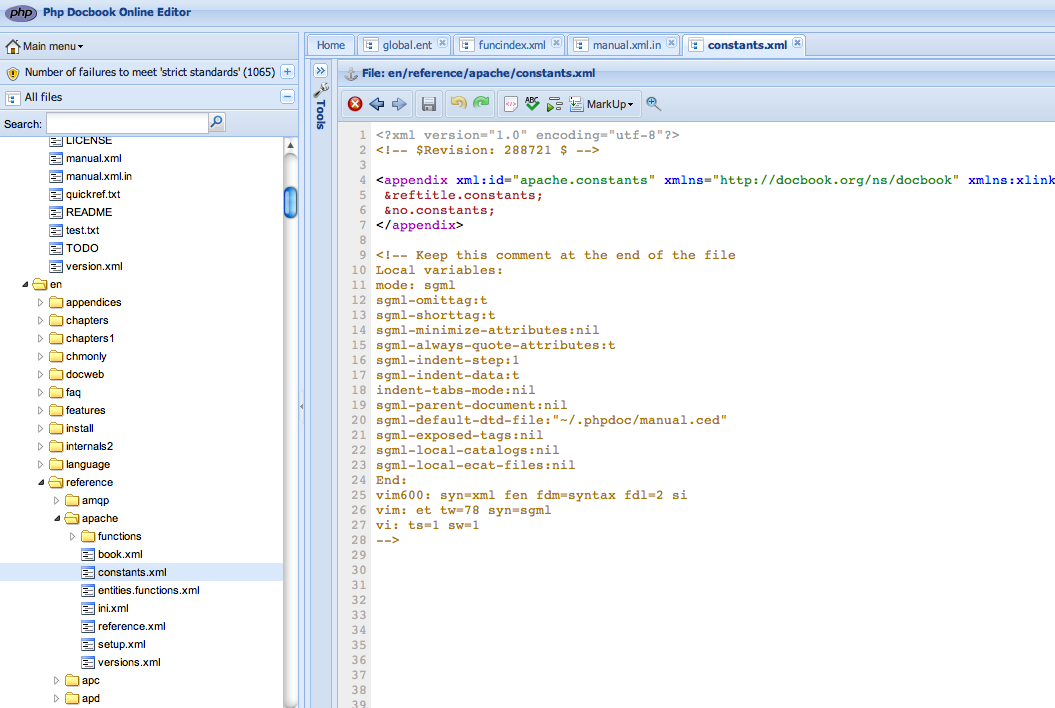 php Php Docbook Online Editor
Main menu
Number of failures to meet 'strict standards' (1065)
All files
Search:
LICENSE
manual.xml
manual.xml.in
quickref.txt
README
test.txt
TODO
version.xml
en
appendices
chapters
chapters1
chmonly
docweb
faq
features
install
internals2
language
reference
amqp
apache
functions
book.xml
constants.xml
entities.functions.xml
ini.xml
reference.xml
setup.xml
versions.xml
apc
apd
Tools
Home global.ent funcindex.xml manual.xml.in constants.xml
File: en/reference/apache/constants.xml
ABC MarkUp
1 <?xml version="1.0" encoding="utf-8"?>
2 <!-- $Revision: 288721 $ -->
3
4 <appendix xml:id="apache.constants" xmlns="http://docbook.org/ns/docbook" xmlns:xlink
5 &reftitle.constants;
6 &no.constants;
7 </appendix>
8
9 <!-- Keep this comment at the end of the file
10 Local variables:
11 mode: sgml
12 sgml-omittag:t
13 sgml-shorttag:t
14 sgml-minimize-attributes:nil
15 sgml-always-quote-attributes:t
16 sgml-indent-step:1
17 sgml-indent-data:t
18 indent-tabs-mode:nil
19 sgml-parent-document:nil
20 sgml-default-dtd-file:"~/.phpdoc/manual.ced"
21 sgml-exposed-tags:nil
22 sgml-local-catalogs:nil
23 sgml-local-ecat-files:nil
24 End:
25 vim600: syn=xml fen fdm=syntax fdl=2 si
26 vim: et tw=78 syn=sgml
27 vi: ts=1 sw=1
28 -->
29
30
31
32
33
34
35
36
37
38
39